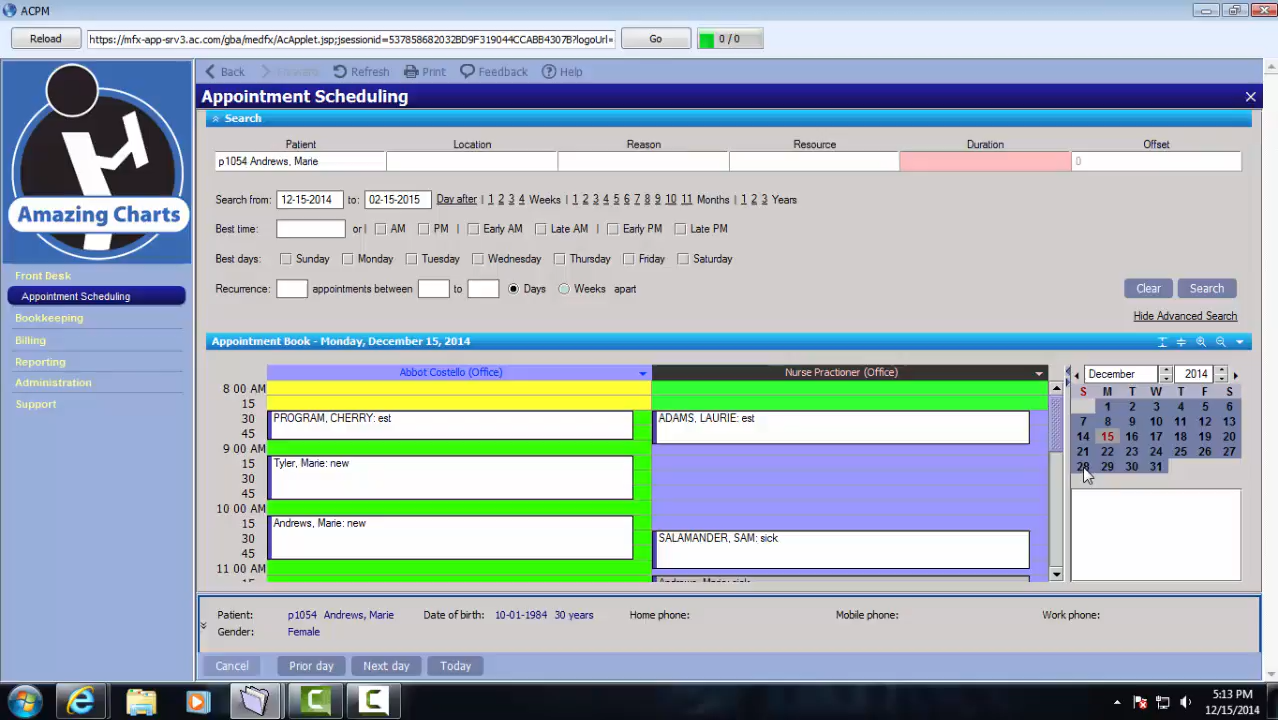 ACPM
Reload https://mfx-app-srv3.ac.com/gba/medfx/AcApplet.jsp;jsessionid=537858682032BD9F319044CCABB4307B?logoUrl= Go 0 / 0
Back Forward Refresh Print Feedback Help
Appointment Scheduling
Search
Patient Location Reason Resource Duration Offset
p1054 Andrews, Marie 0
Search from: 12-15-2014 to: 02-15-2015 Day after | 1 2 3 4 Weeks | 1 2 3 4 5 6 7 8 9 10 11 Months | 1 2 3 Years
Best time: or | AM PM | Early AM Late AM | Early PM Late PM
Best days: Sunday Monday Tuesday Wednesday Thursday Friday Saturday
Recurrence: appointments between to Days Weeks apart
Clear Search
Hide Advanced Search
Amazing Charts
Front Desk
Appointment Scheduling
Bookkeeping
Billing
Reporting
Administration
Support
Appointment Book - Monday, December 15, 2014
Abbot Costello (Office) Nurse Practioner (Office)
8 00 AM
15
30 PROGRAM, CHERRY: est ADAMS, LAURIE: est
45
9 00 AM
15 Tyler, Marie: new
30
45
10 00 AM
15 Andrews, Marie: new
30 SALAMANDER, SAM: sick
45
11 00 AM
15 Andrews, Marie: sick
December 2014
S M T W T F S
1 2 3 4 5 6
7 8 9 10 11 12 13
14 15 16 17 18 19 20
21 22 23 24 25 26 27
28 29 30 31
Patient: p1054 Andrews, Marie Date of birth: 10-01-1984 30 years Home phone: Mobile phone: Work phone:
Gender: Female
Cancel Prior day Next day Today
5:13 PM
12/15/2014